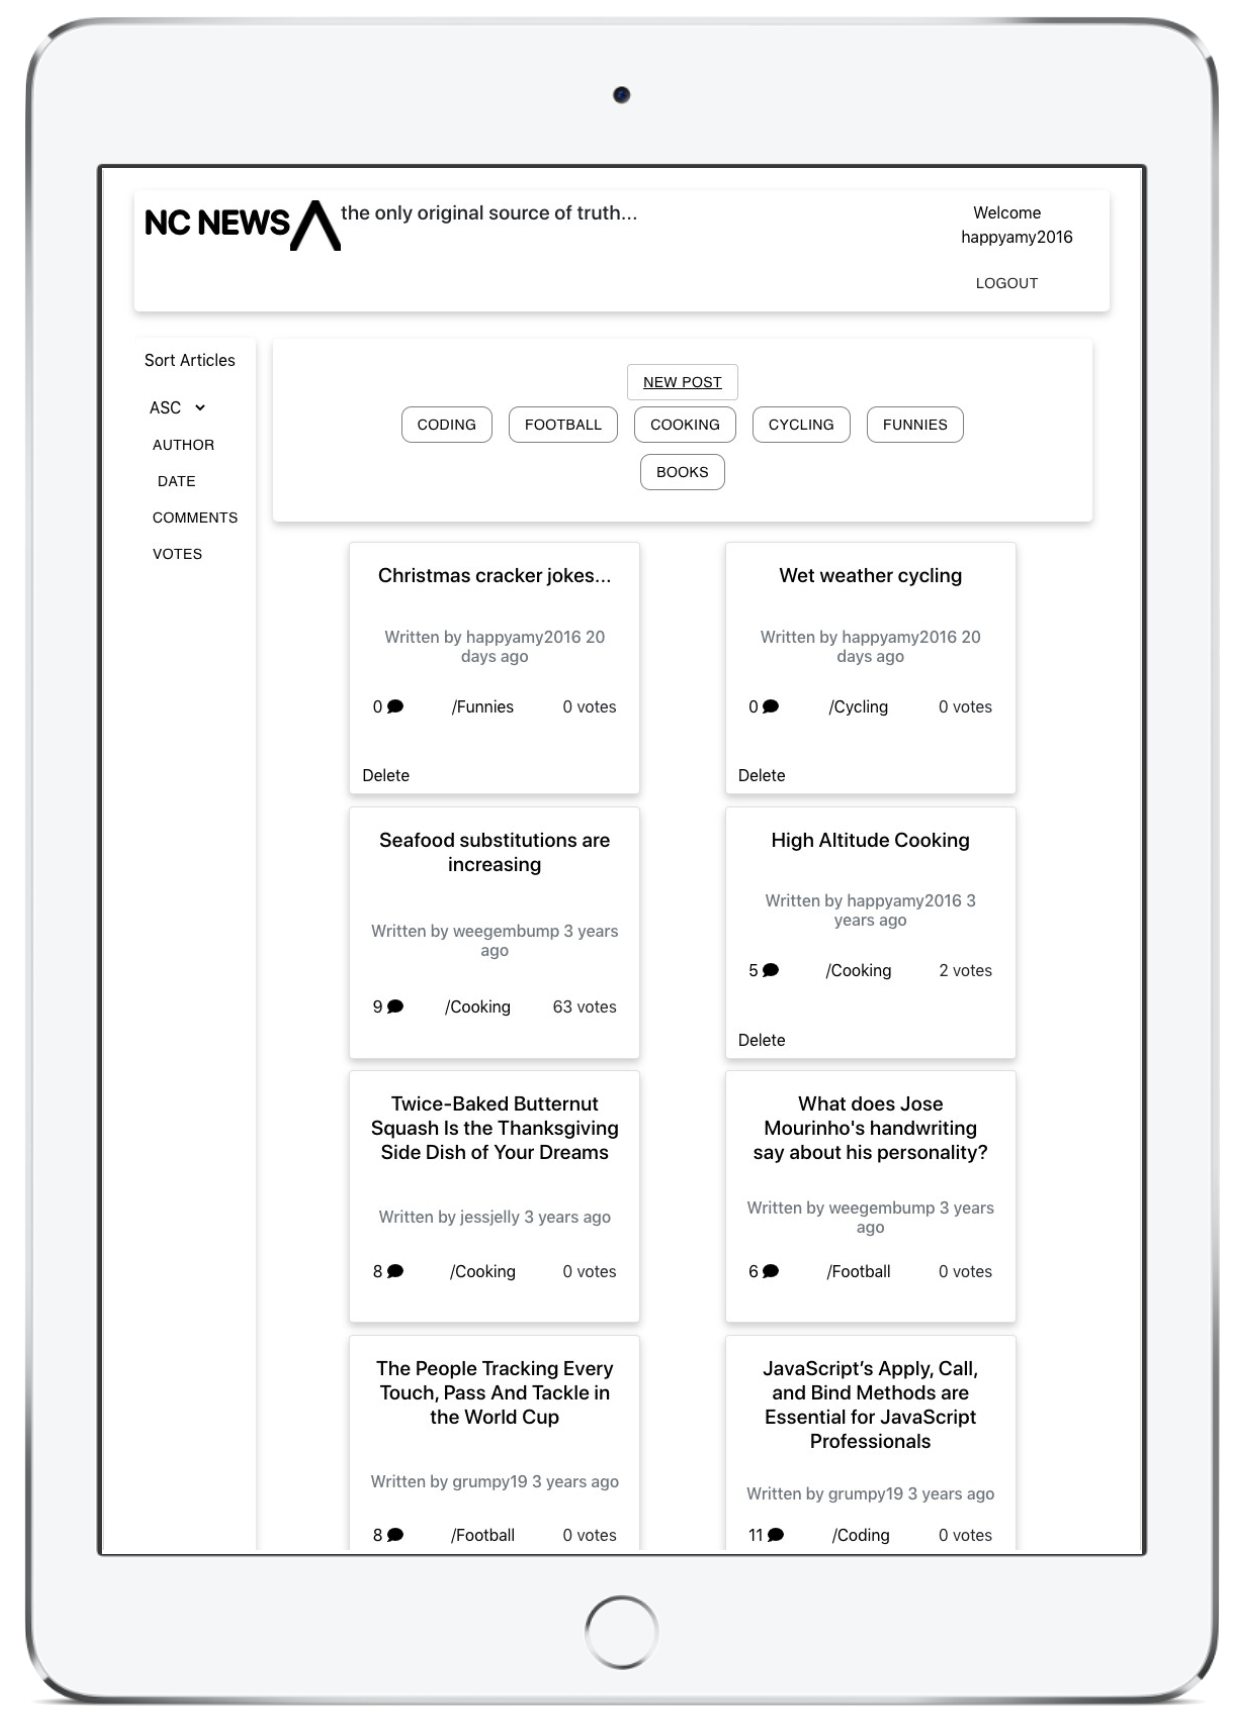 NC NEWS
the only original source of truth...
Welcome
happyamy2016
LOGOUT
Sort Articles
ASC
AUTHOR
DATE
COMMENTS
VOTES
NEW POST
CODING
FOOTBALL
COOKING
CYCLING
FUNNIES
BOOKS
Christmas cracker jokes...
Written by happyamy2016 20
days ago
0 /Funnies 0 votes
Delete
Wet weather cycling
Written by happyamy2016 20
days ago
0 /Cycling 0 votes
Delete
Seafood substitutions are
increasing
Written by weegembump 3 years
ago
9 /Cooking 63 votes
High Altitude Cooking
Written by happyamy2016 3
years ago
5 /Cooking 2 votes
Delete
Twice-Baked Butternut
Squash Is the Thanksgiving
Side Dish of Your Dreams
Written by jessjelly 3 years ago
8 /Cooking 0 votes
What does Jose
Mourinho's handwriting
say about his personality?
Written by weegembump 3 years
ago
6 /Football 0 votes
The People Tracking Every
Touch, Pass And Tackle in
the World Cup
Written by grumpy19 3 years ago
8 /Football 0 votes
JavaScript’s Apply, Call,
and Bind Methods are
Essential for JavaScript
Professionals
Written by grumpy19 3 years ago
11 /Coding 0 votes